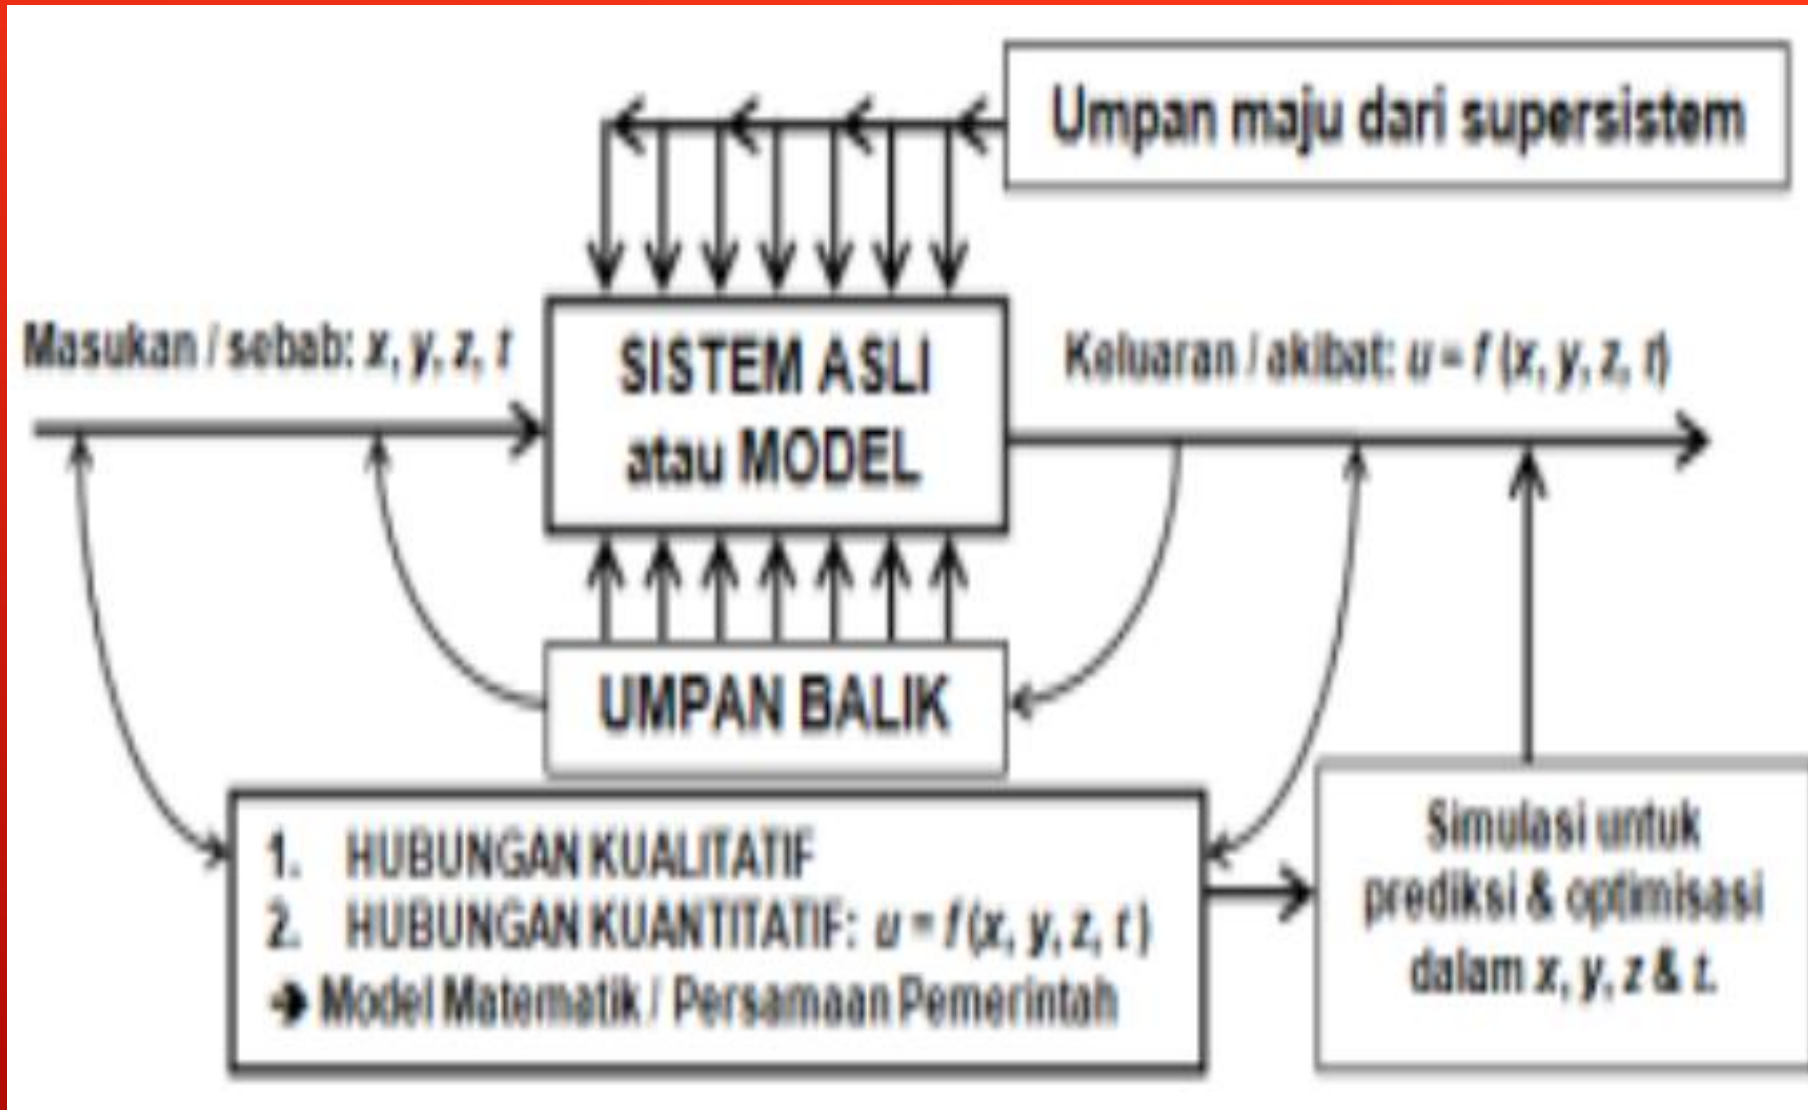 Umpan maju dari supersistem
Masukan / sebab: x, y, z, t
SISTEM ASLI
atau MODEL
Keluaran / akibat: u = f (x, y, z, t)
UMPAN BALIK
1. HUBUNGAN KUALITATIF
2. HUBUNGAN KUANTITATIF: u = f (x, y, z, t )
➔ Model Matematik / Persamaan Pemerintah
Simulasi untuk
prediksi & optimisasi
dalam x, y, z & t.